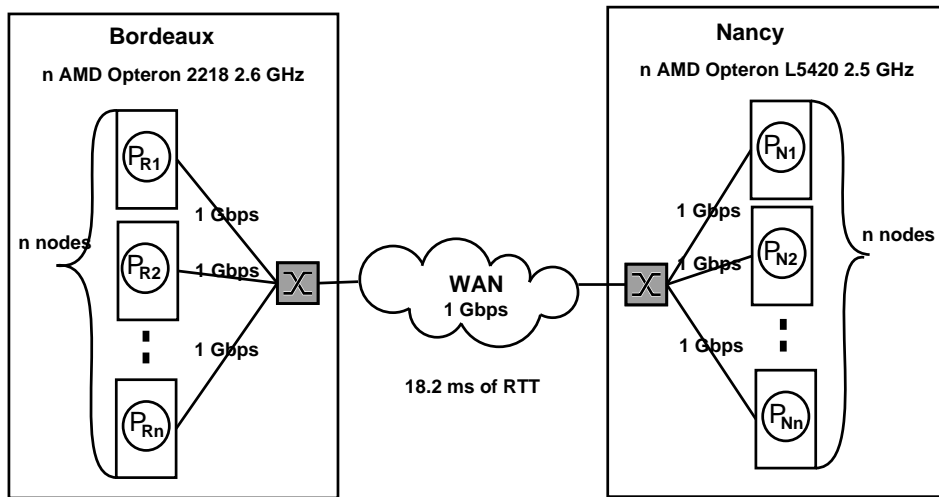 Bordeaux
n AMD Opteron 2218 2.6 GHz
PR1
1 Gbps
n nodes
PR2
1 Gbps
1 Gbps
PRn
WAN
1 Gbps
18.2 ms of RTT
Nancy
n AMD Opteron L5420 2.5 GHz
PN1
1 Gbps
n nodes
PN2
1 Gbps
1 Gbps
PNn